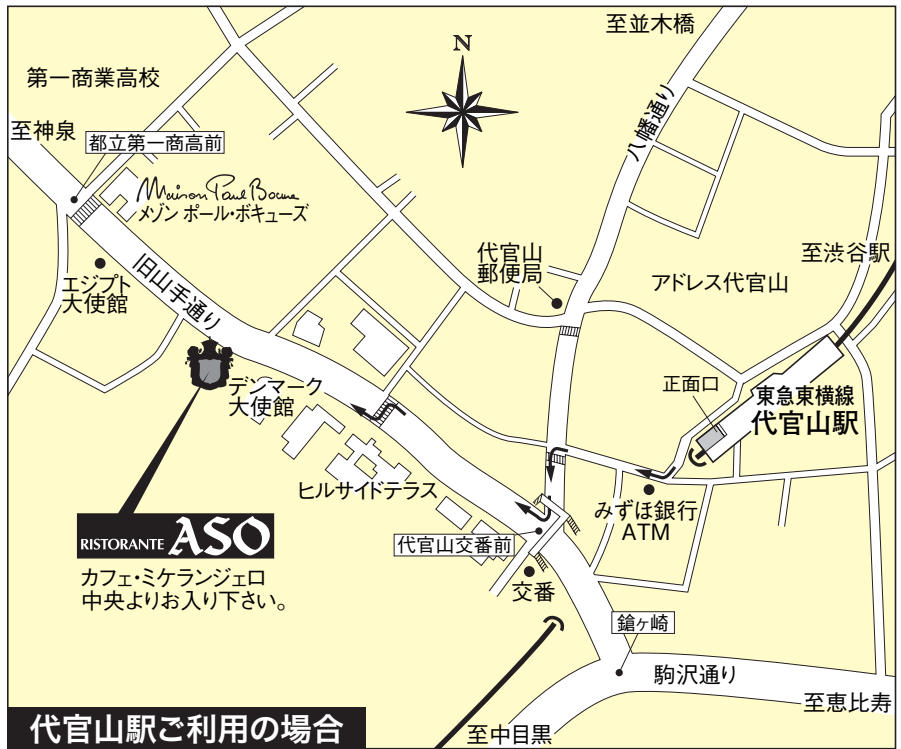 至並木橋
N
第一商業高校
至神泉
都立第一商高前
八幡通り
Maison Paul Bocuse
メゾン ポール・ボキューズ
代官山
郵便局
至渋谷駅
アドレス代官山
エジプト
大使館
旧山手通り
デンマーク
大使館
正面口
東急東横線
代官山駅
ヒルサイドテラス
みずほ銀行
ATM
RISTORANTE ASO
代官山交番前
カフェ・ミケランジェロ
中央よりお入り下さい。
交番
鎗ヶ崎
駒沢通り
至恵比寿
代官山駅ご利用の場合
至中目黒